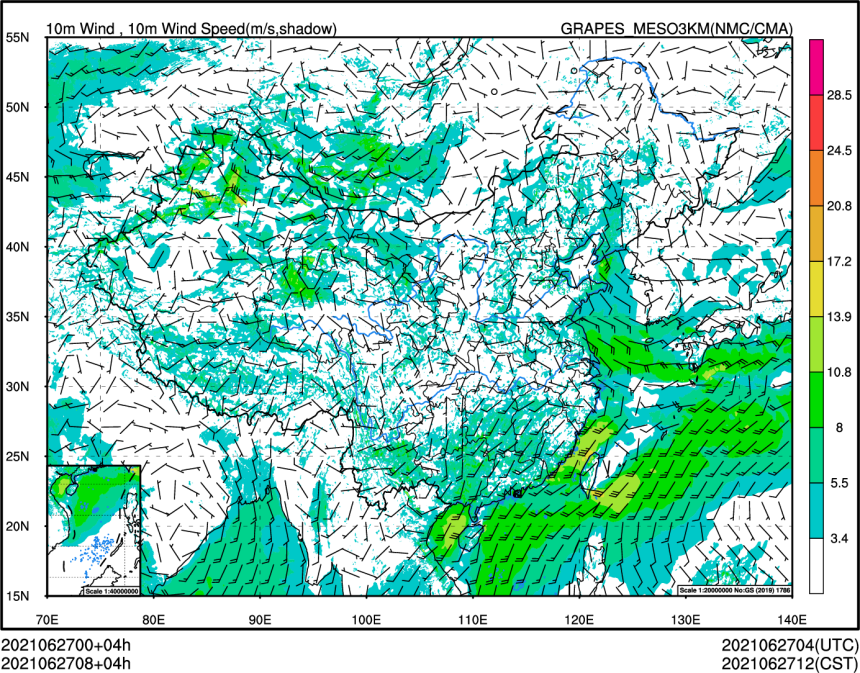 10m Wind , 10m Wind Speed(m/s,shadow) GRAPES_MESO3KM(NMC/CMA)
55N
50N
45N
40N
35N
30N
25N
20N
15N
70E 80E 90E 100E 110E 120E 130E 140E
28.5
24.5
20.8
17.2
13.9
10.8
8
5.5
3.4
Scale 1:40000000
Scale 1:20000000 No:GS (2019) 1786
2021062700+04h 2021062704(UTC)
2021062708+04h 2021062712(CST)